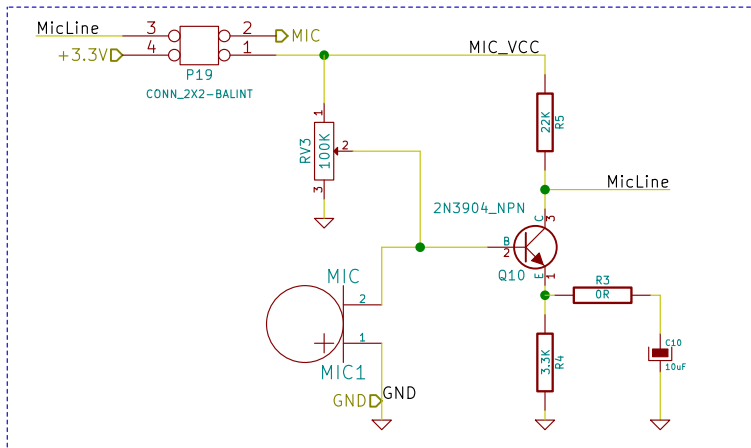 MicLine 3 2 MIC
+3.3V 4 1
P19
CONN_2X2-BALINT
MIC_VCC
1
RV3 100K 2
3
22K R5
MicLine
2N3904_NPN
C 3
B 2
Q10
E 1
R3
0R
MIC
2
1
+
MIC1
GND GND
3.3K R4
C10
10uF